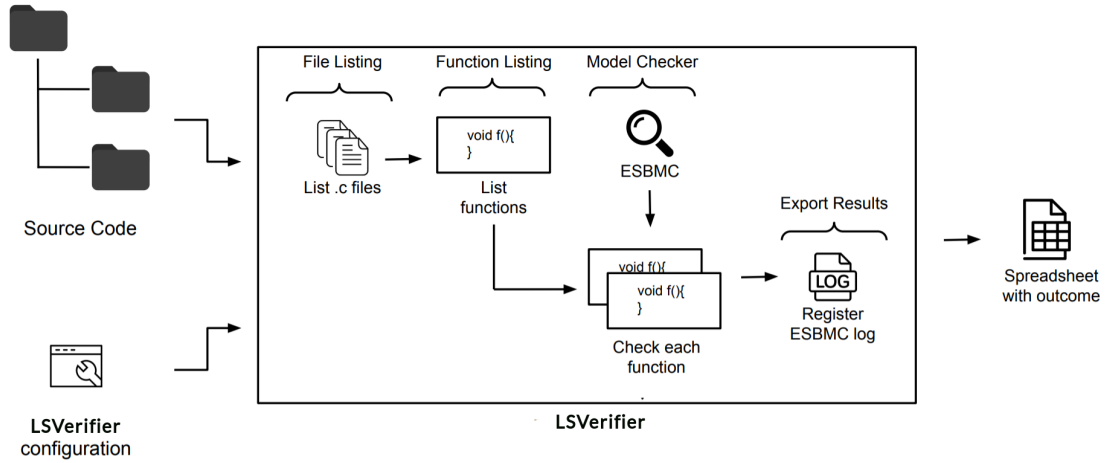 File Listing
Function Listing
Model Checker
void f(){
}
ESBMC
List .c files
List
functions
Source Code
Export Results
void f(){
void f(){
}
LOG
Register
ESBMC log
Check each
function
Spreadsheet
with outcome
LSVerifier
configuration
LSVerifier